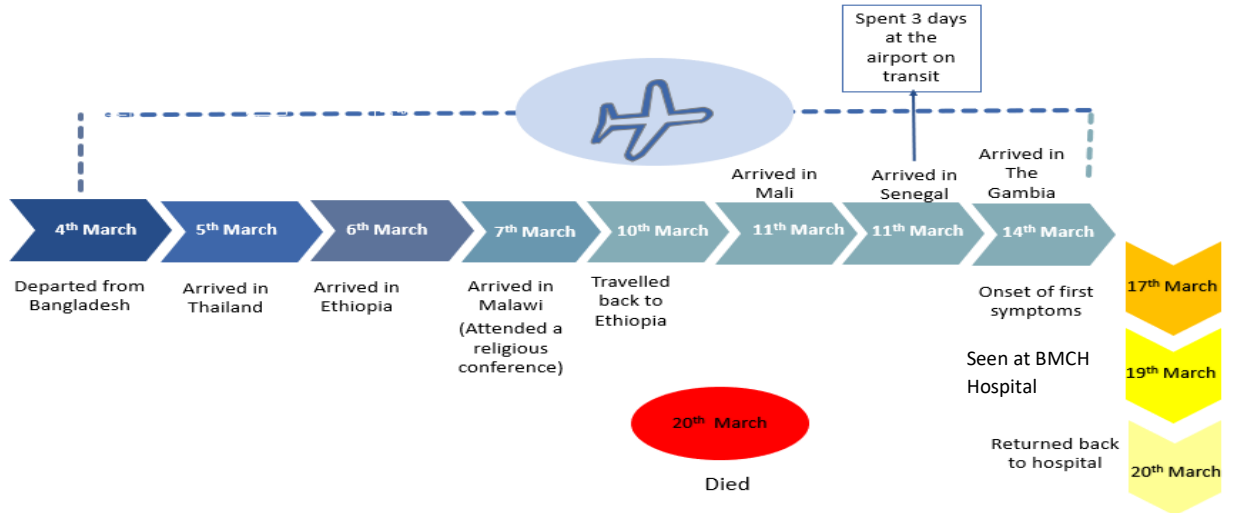 Spent 3 days
at the
airport on
transit
Arrived in
Mali
Arrived in
Senegal
Arrived in
The
Gambia
4th March
5th March
6th March
7th March
10th March
11th March
11th March
14th March
Departed from
Bangladesh
Arrived in
Thailand
Arrived in
Ethiopia
Arrived in
Malawi
(Attended a
religious
conference)
Travelled
back to
Ethiopia
Onset of first
symptoms
17th March
Seen at BMCH
Hospital
19th March
Returned back
to hospital
20th March
20th March
Died